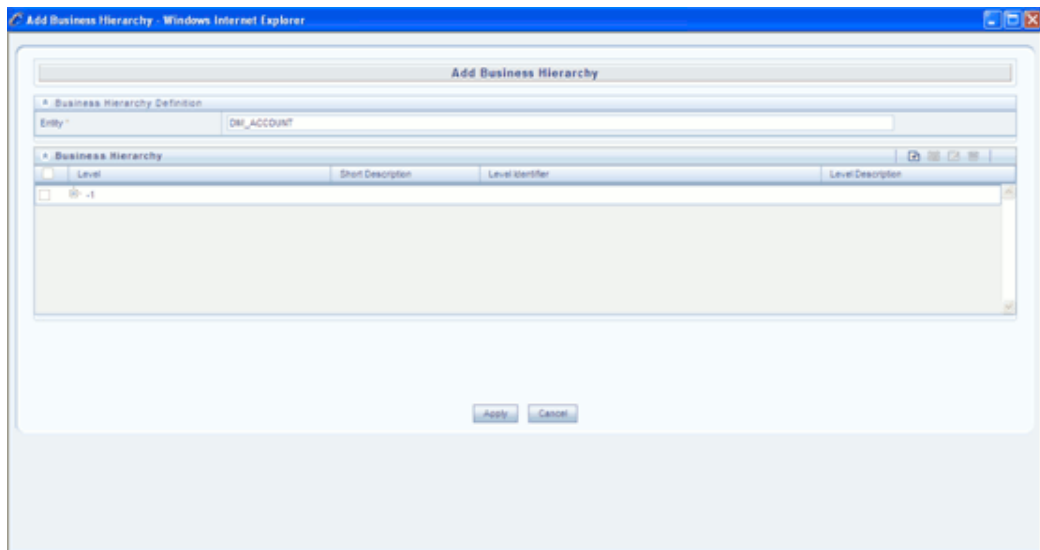 Add Business Hierarchy - Windows Internet Explorer
Add Business Hierarchy
Business Hierarchy Definition
Entity * DIM_ACCOUNT
Business Hierarchy
Level Short Description Level Identifier Level Description
-1
Apply Cancel